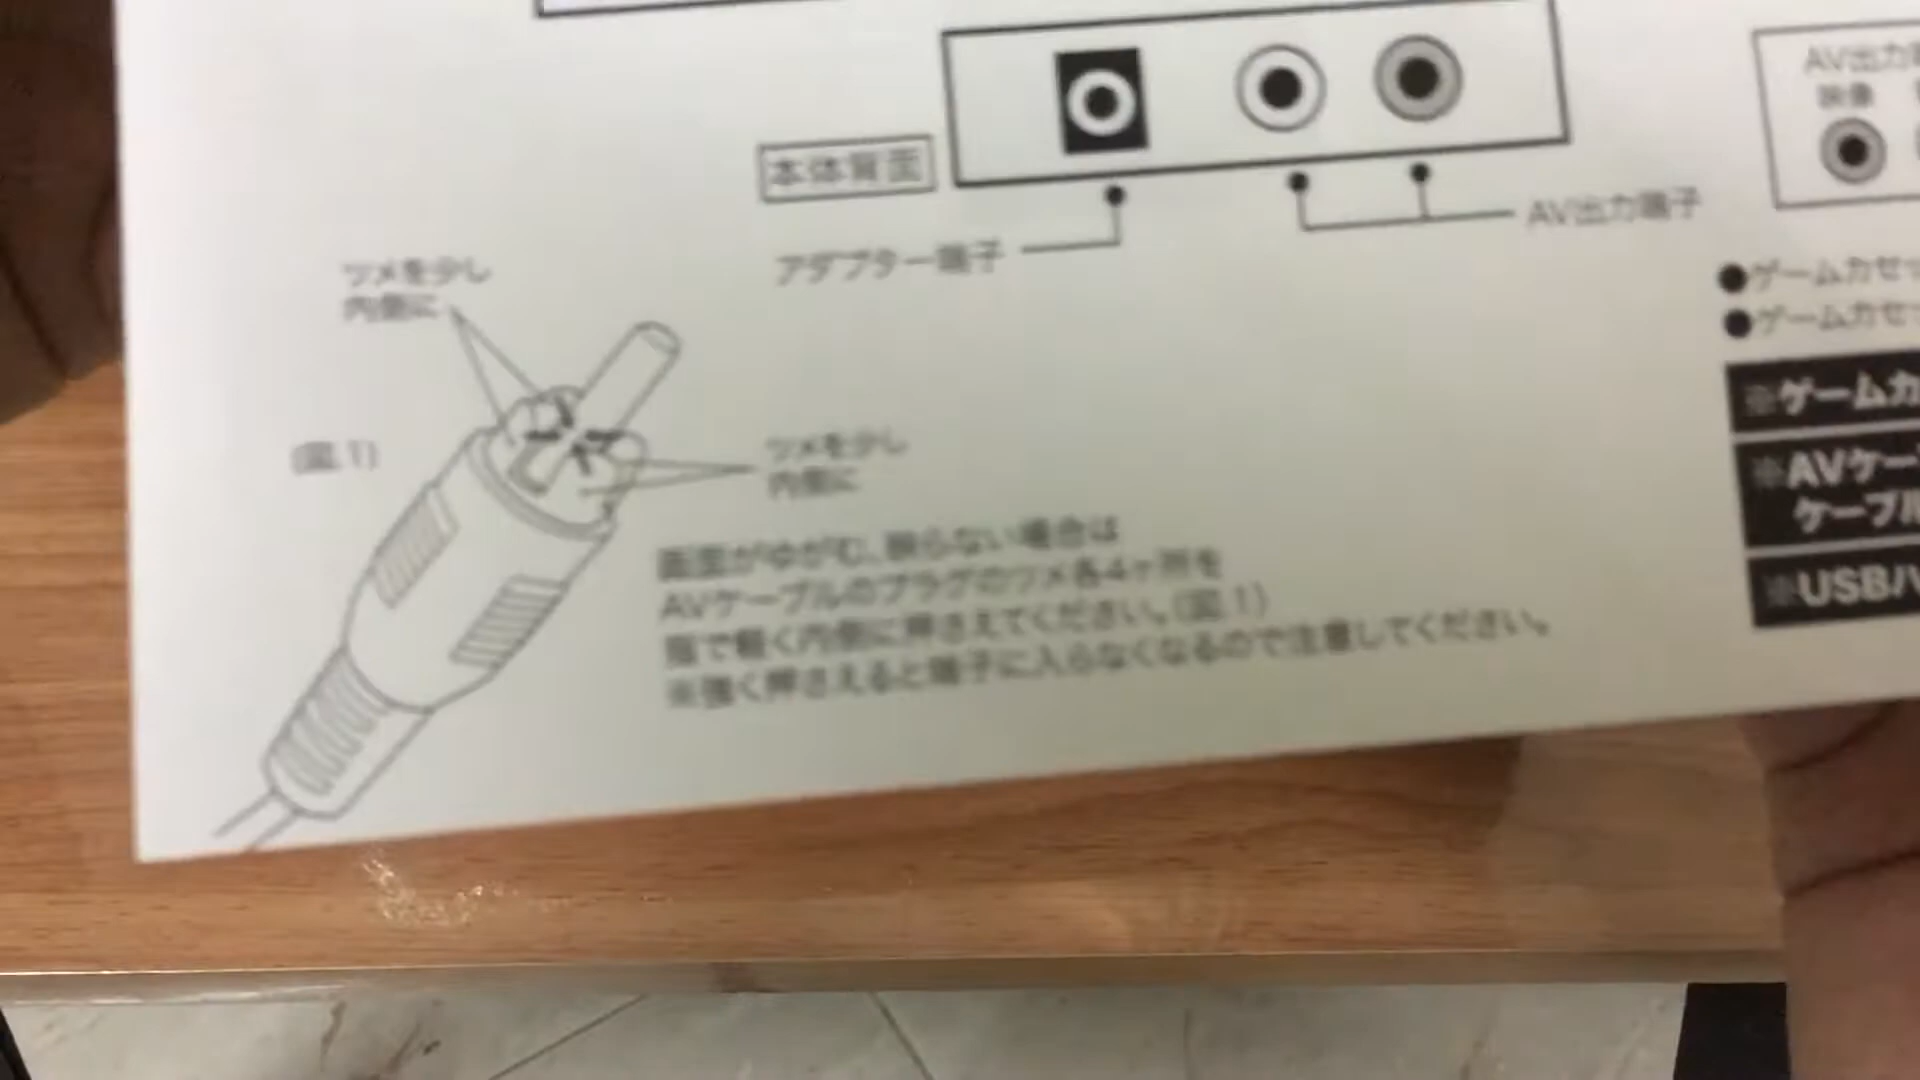 AV出力
映像
本体背面
アダプター端子
AV出力端子
ツメを少し
内側に
(図.1)
ツメを少し
内側に
画面がゆがむ、映らない場合は
AVケーブルのプラグのツメ各4ヶ所を
指で軽く内側に押さえてください。(図.1)
※強く押さえると端子に入らなくなるので注意してください。
●ゲームカセッ
●ゲームカセッ
※ゲームカ
※AVケー
ケーブル
※USBハ